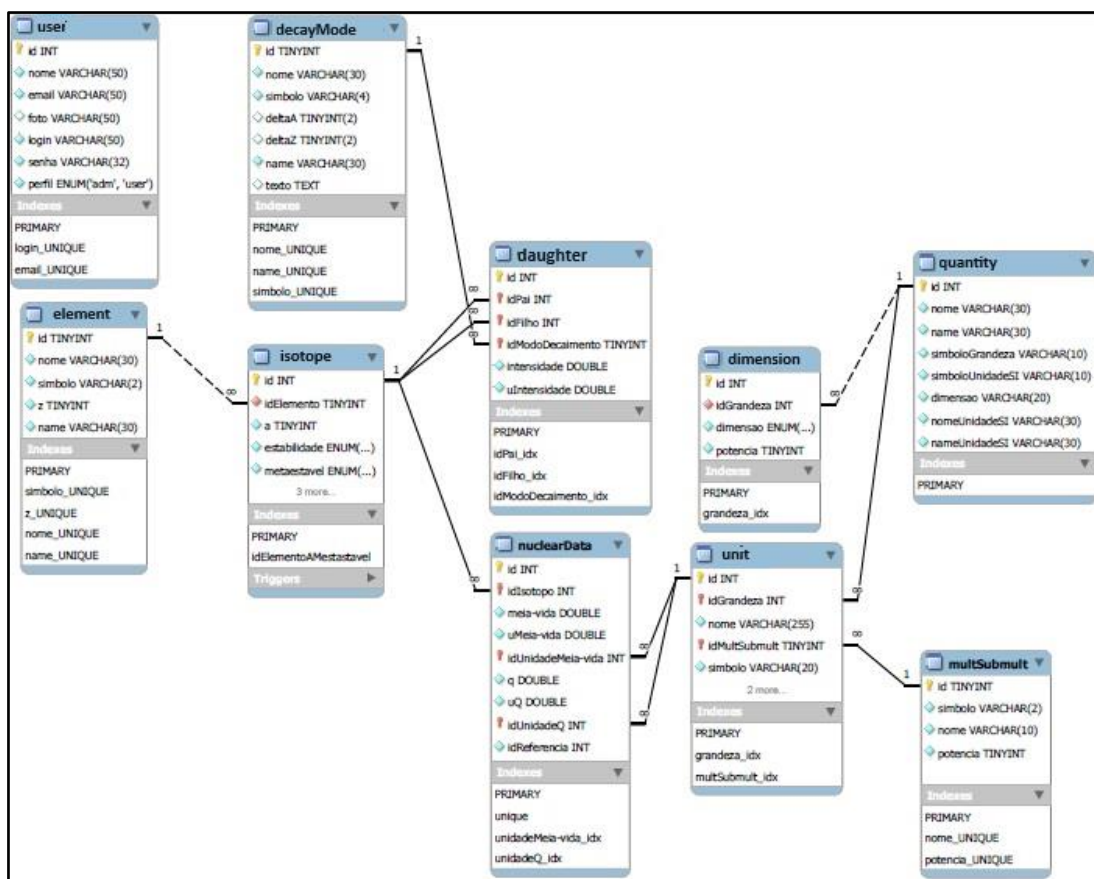 user
id INT
nome VARCHAR(50)
email VARCHAR(50)
foto VARCHAR(50)
login VARCHAR(50)
senha VARCHAR(32)
perfil ENUM('adm', 'user')
Indexes
PRIMARY
login_UNIQUE
email_UNIQUE
decayMode
id TINYINT
nome VARCHAR(30)
simbolo VARCHAR(4)
deltaA TINYINT(2)
deltaZ TINYINT(2)
name VARCHAR(30)
texto TEXT
Indexes
PRIMARY
nome_UNIQUE
name_UNIQUE
simbolo_UNIQUE
1
element
id TINYINT
nome VARCHAR(30)
simbolo VARCHAR(2)
z TINYINT
name VARCHAR(30)
Indexes
PRIMARY
simbolo_UNIQUE
z_UNIQUE
nome_UNIQUE
name_UNIQUE
1
∞
isotope
id INT
idElemento TINYINT
a TINYINT
estabilidade ENUM(...)
metaestavel ENUM(...)
3 more...
Indexes
PRIMARY
idElementoAMestastavel
Triggers
1
∞
∞
∞
∞
daughter
id INT
idPai INT
idFilho INT
idModoDecaimento TINYINT
intensidade DOUBLE
uIntensidade DOUBLE
Indexes
PRIMARY
idPai_idx
idFilho_idx
idModoDecaimento_idx
nuclearData
id INT
idIsotopo INT
meia-vida DOUBLE
uMeia-vida DOUBLE
idUnidadeMeia-vida INT
q DOUBLE
uQ DOUBLE
idUnidadeQ INT
idReferencia INT
Indexes
PRIMARY
unique
unidadeMeia-vida_idx
unidadeQ_idx
∞
∞
1
dimension
id INT
idGrandeza INT
dimensao ENUM(...)
potencia TINYINT
Indexes
PRIMARY
grandeza_idx
∞
1
quantity
id INT
nome VARCHAR(30)
name VARCHAR(30)
simboloGrandeza VARCHAR(10)
simboloUnidadeSI VARCHAR(10)
dimensao VARCHAR(20)
nomeUnidadeSI VARCHAR(30)
nameUnidadeSI VARCHAR(30)
Indexes
PRIMARY
unit
id INT
idGrandeza INT
nome VARCHAR(255)
idMultSubmult TINYINT
simbolo VARCHAR(20)
2 more...
Indexes
PRIMARY
grandeza_idx
multSubmult_idx
∞
∞
1
multSubmult
id TINYINT
simbolo VARCHAR(2)
nome VARCHAR(10)
potencia TINYINT
Indexes
PRIMARY
nome_UNIQUE
potencia_UNIQUE